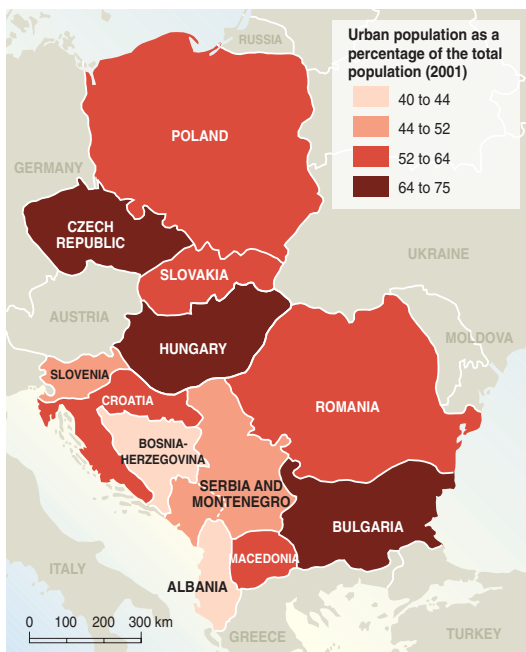 Urban population as a
percentage of the total
population (2001)
40 to 44
44 to 52
52 to 64
64 to 75
RUSSIA
POLAND
GERMANY
CZECH
REPUBLIC
UKRAINE
SLOVAKIA
AUSTRIA
MOLDOVA
HUNGARY
SLOVENIA
CROATIA
ROMANIA
BOSNIA-
HERZEGOVINA
SERBIA AND
MONTENEGRO
BULGARIA
ITALY
MACEDONIA
ALBANIA
0 100 200 300 km
GREECE
TURKEY